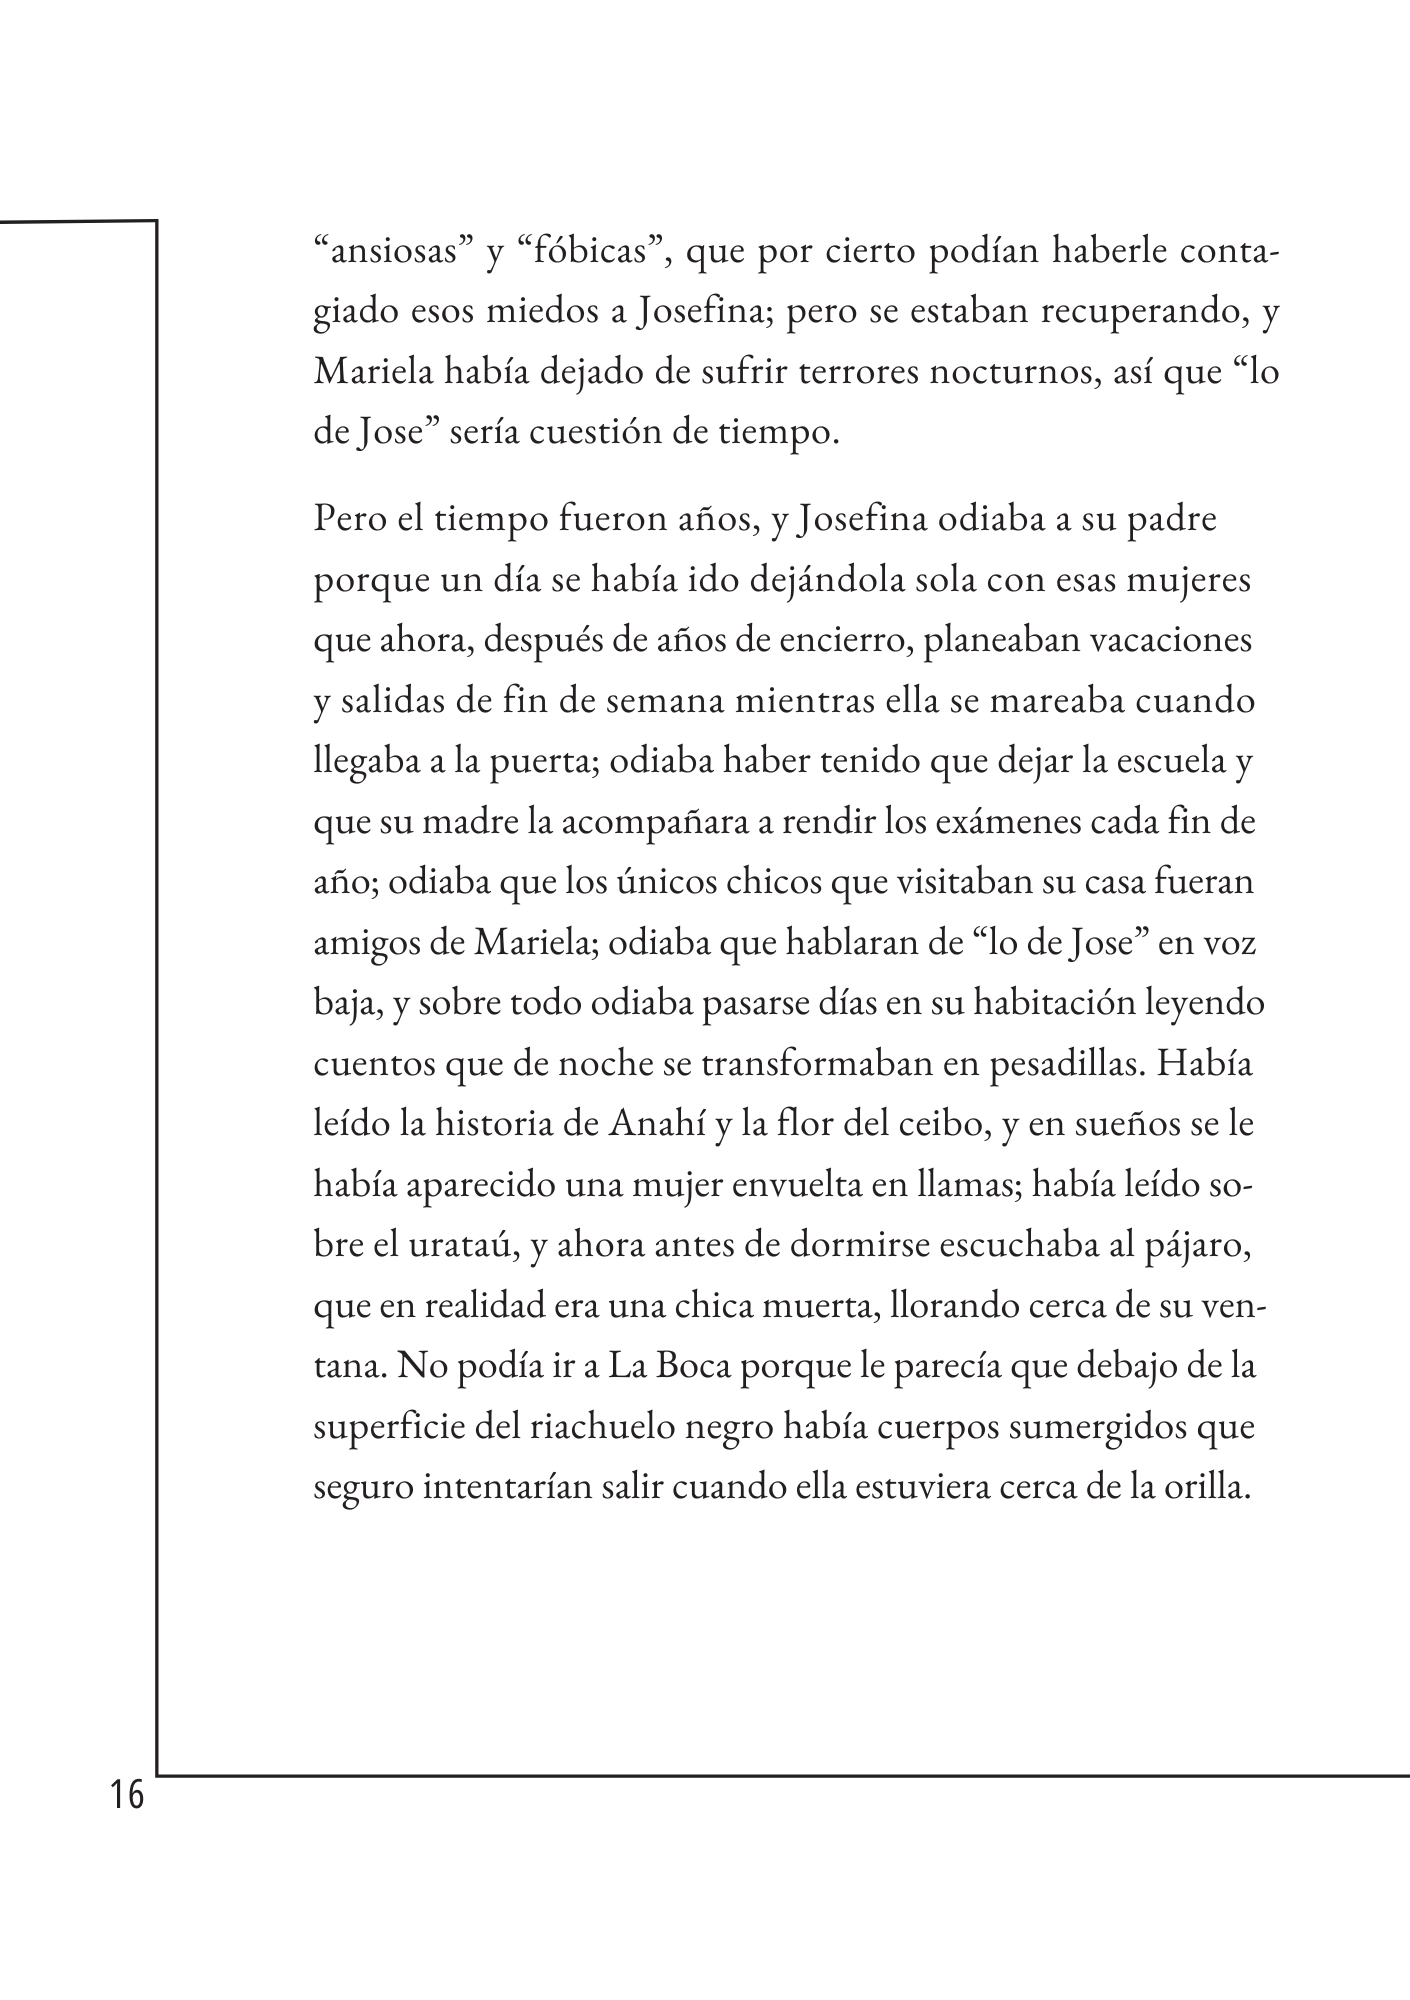 “ansiosas” y “fóbicas”, que por cierto podían haberle conta-
giado esos miedos a Josefina; pero se estaban recuperando, y
Mariela había dejado de sufrir terrores nocturnos, así que “lo
de Jose” sería cuestión de tiempo.
Pero el tiempo fueron años, y Josefina odiaba a su padre
porque un día se había ido dejándola sola con esas mujeres
que ahora, después de años de encierro, planeaban vacaciones
y salidas de fin de semana mientras ella se mareaba cuando
llegaba a la puerta; odiaba haber tenido que dejar la escuela y
que su madre la acompañara a rendir los exámenes cada fin de
año; odiaba que los únicos chicos que visitaban su casa fueran
amigos de Mariela; odiaba que hablaran de “lo de Jose” en voz
baja, y sobre todo odiaba pasarse días en su habitación leyendo
cuentos que de noche se transformaban en pesadillas. Había
leído la historia de Anahí y la flor del ceibo, y en sueños se le
había aparecido una mujer envuelta en llamas; había leído so-
bre el urataú, y ahora antes de dormirse escuchaba al pájaro,
que en realidad era una chica muerta, llorando cerca de su ven-
tana. No podía ir a La Boca porque le parecía que debajo de la
superficie del riachuelo negro había cuerpos sumergidos que
seguro intentarían salir cuando ella estuviera cerca de la orilla.
16